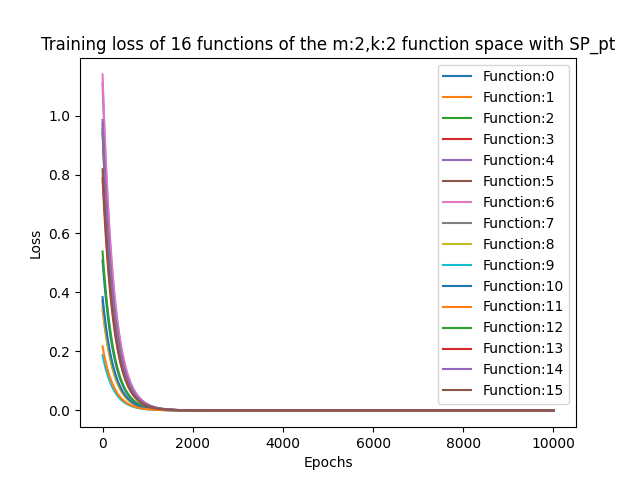 Training loss of 16 functions of the m:2,k:2 function space with SP_pt
Loss
1.0
0.8
0.6
0.4
0.2
0.0
Function:0
Function:1
Function:2
Function:3
Function:4
Function:5
Function:6
Function:7
Function:8
Function:9
Function:10
Function:11
Function:12
Function:13
Function:14
Function:15
0 2000 4000 6000 8000 10000
Epochs